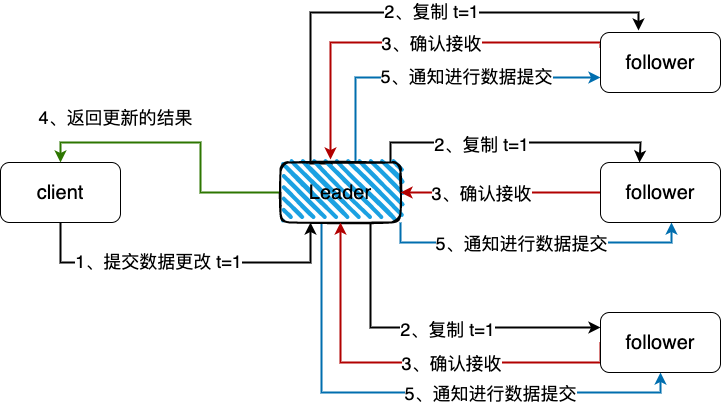 2、复制 t=1
3、确认接收
follower
5、通知进行数据提交
4、返回更新的结果
2、复制 t=1
client
Leader
3、确认接收
follower
5、通知进行数据提交
1、提交数据更改 t=1
2、复制 t=1
follower
3、确认接收
5、通知进行数据提交